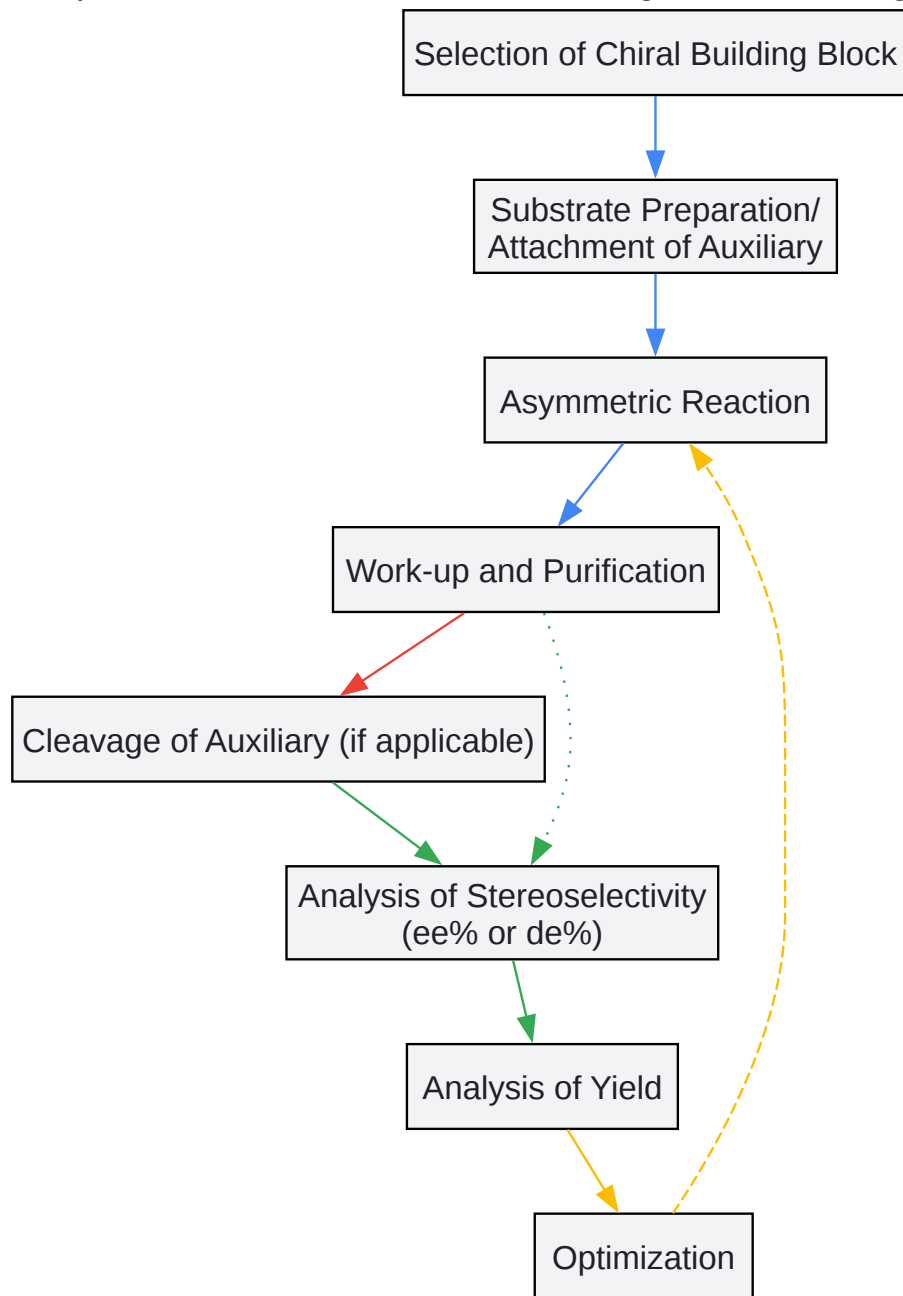 Selection of Chiral Building Block
Substrate Preparation/
Attachment of Auxiliary
Asymmetric Reaction
Work-up and Purification
Cleavage of Auxiliary (if applicable)
Analysis of Stereoselectivity
(ee% or de%)
Analysis of Yield
Optimization